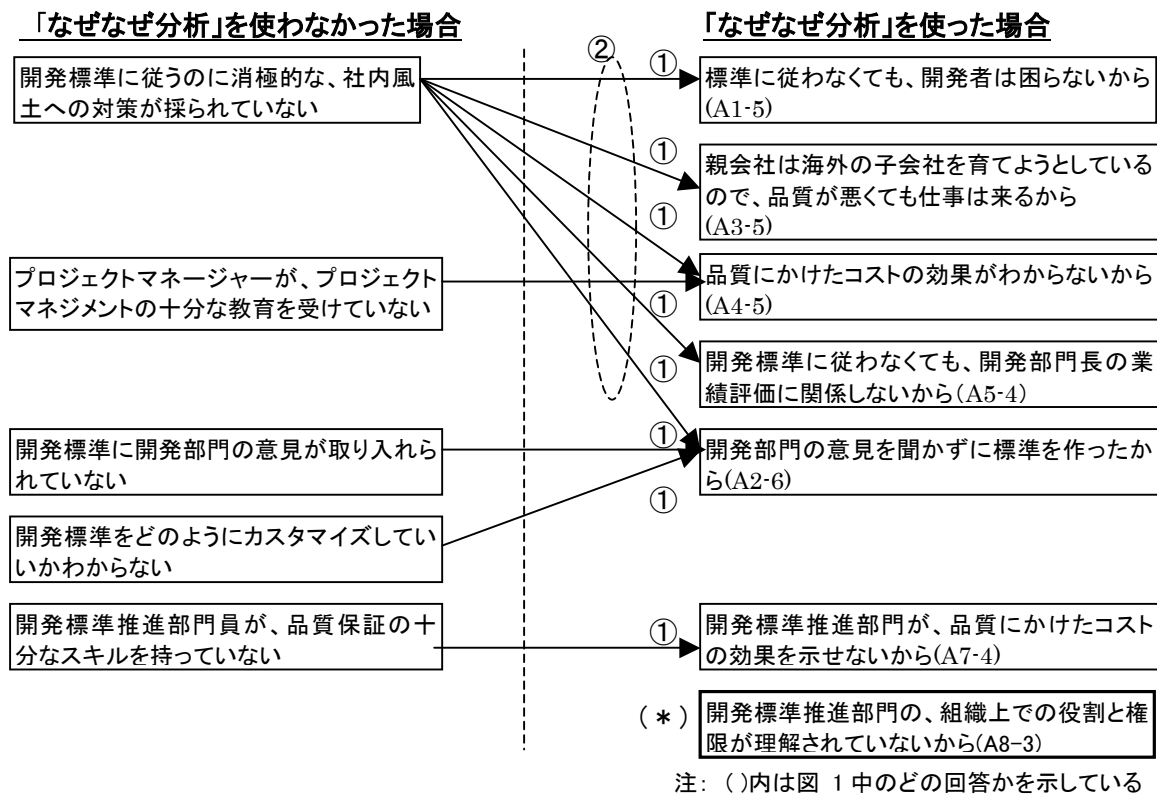 「なぜなぜ分析」を使わなかった場合
「なぜなぜ分析」を使った場合
②
開発標準に従うのに消極的な、社内風
土への対策が採られていない
①
標準に従わなくても、開発者は困らないから
(A1-5)
①
親会社は海外の子会社を育てようとしている
ので、品質が悪くても仕事は来るから
(A3-5)
①
プロジェクトマネージャーが、プロジェクト
マネジメントの十分な教育を受けていない
品質にかけたコストの効果がわからないから
(A4-5)
①
開発標準に従わなくても、開発部門長の業
績評価に関係しないから(A5-4)
①
開発標準に開発部門の意見が取り入れら
れていない
①
開発部門の意見を聞かずに標準を作ったか
ら(A2-6)
①
開発標準をどのようにカスタマイズしてい
いかわからない
開発標準推進部門員が、品質保証の十
分なスキルを持っていない
①
開発標準推進部門が、品質にかけたコスト
の効果を示せないから(A7-4)
(*)
開発標準推進部門の、組織上での役割と権
限が理解されていないから(A8-3)
注: ( )内は図 1 中のどの回答かを示している